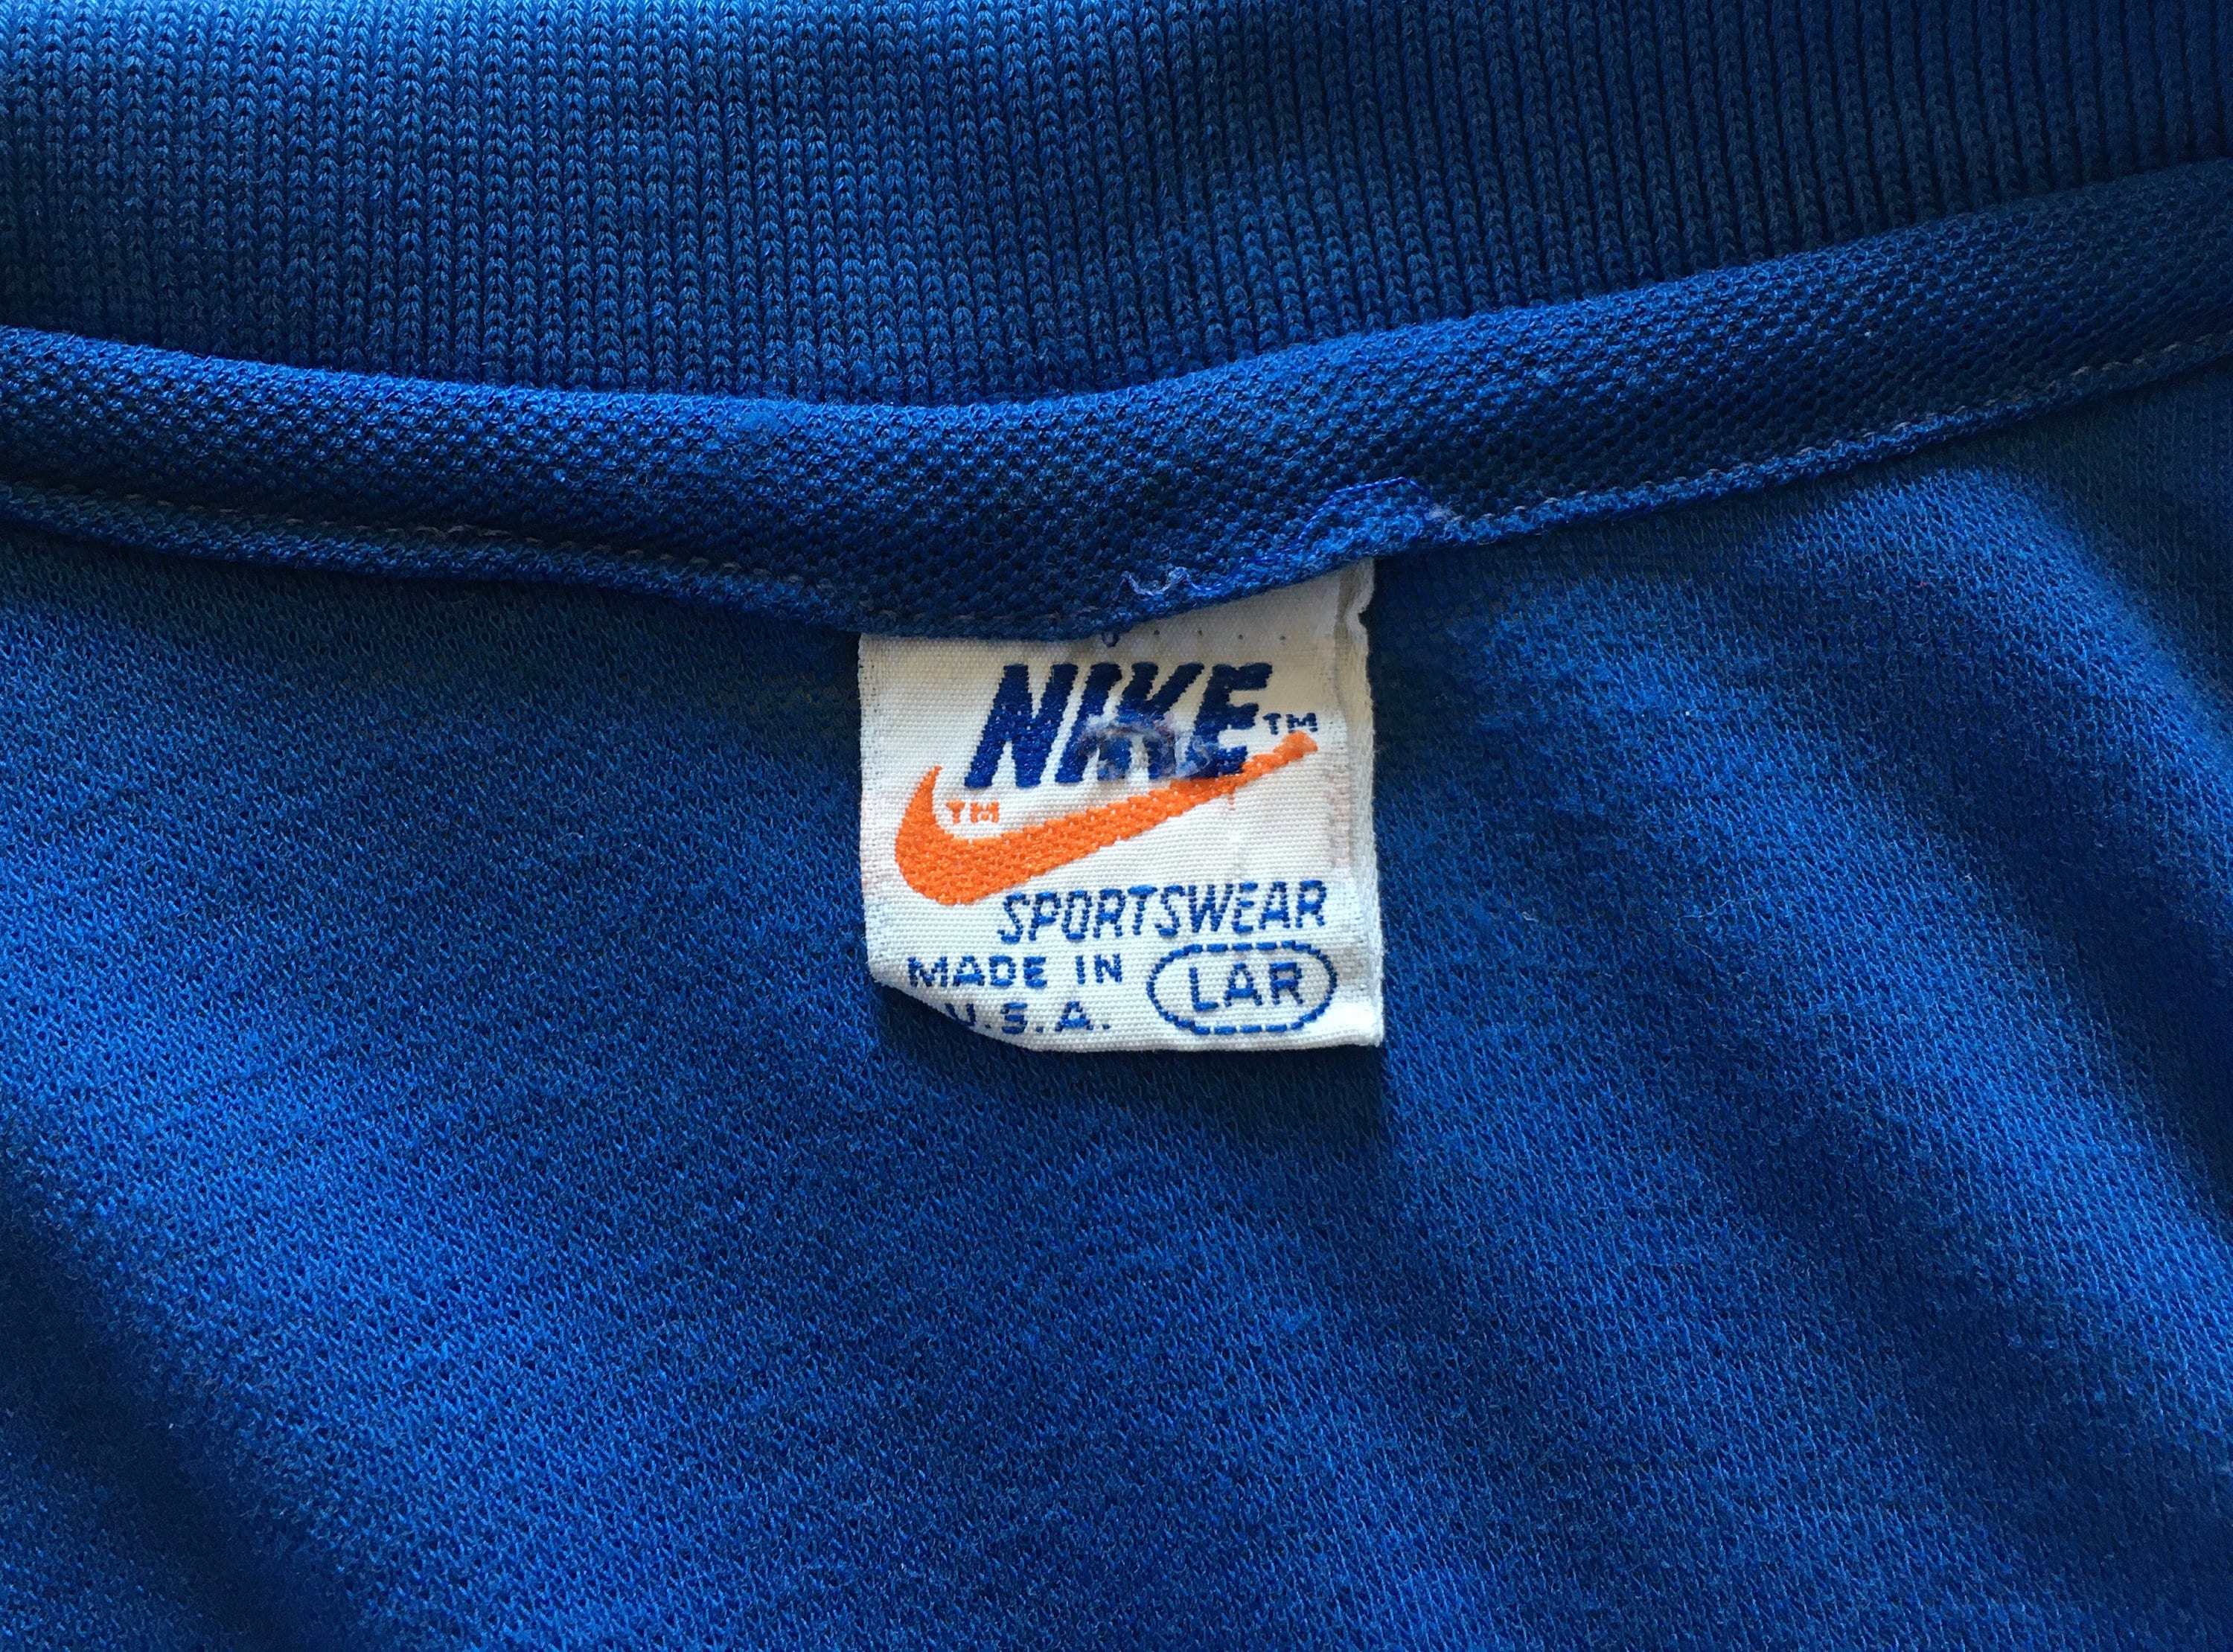 NIKE™
™
SPORTSWEAR
MADE IN LAR
U.S.A.